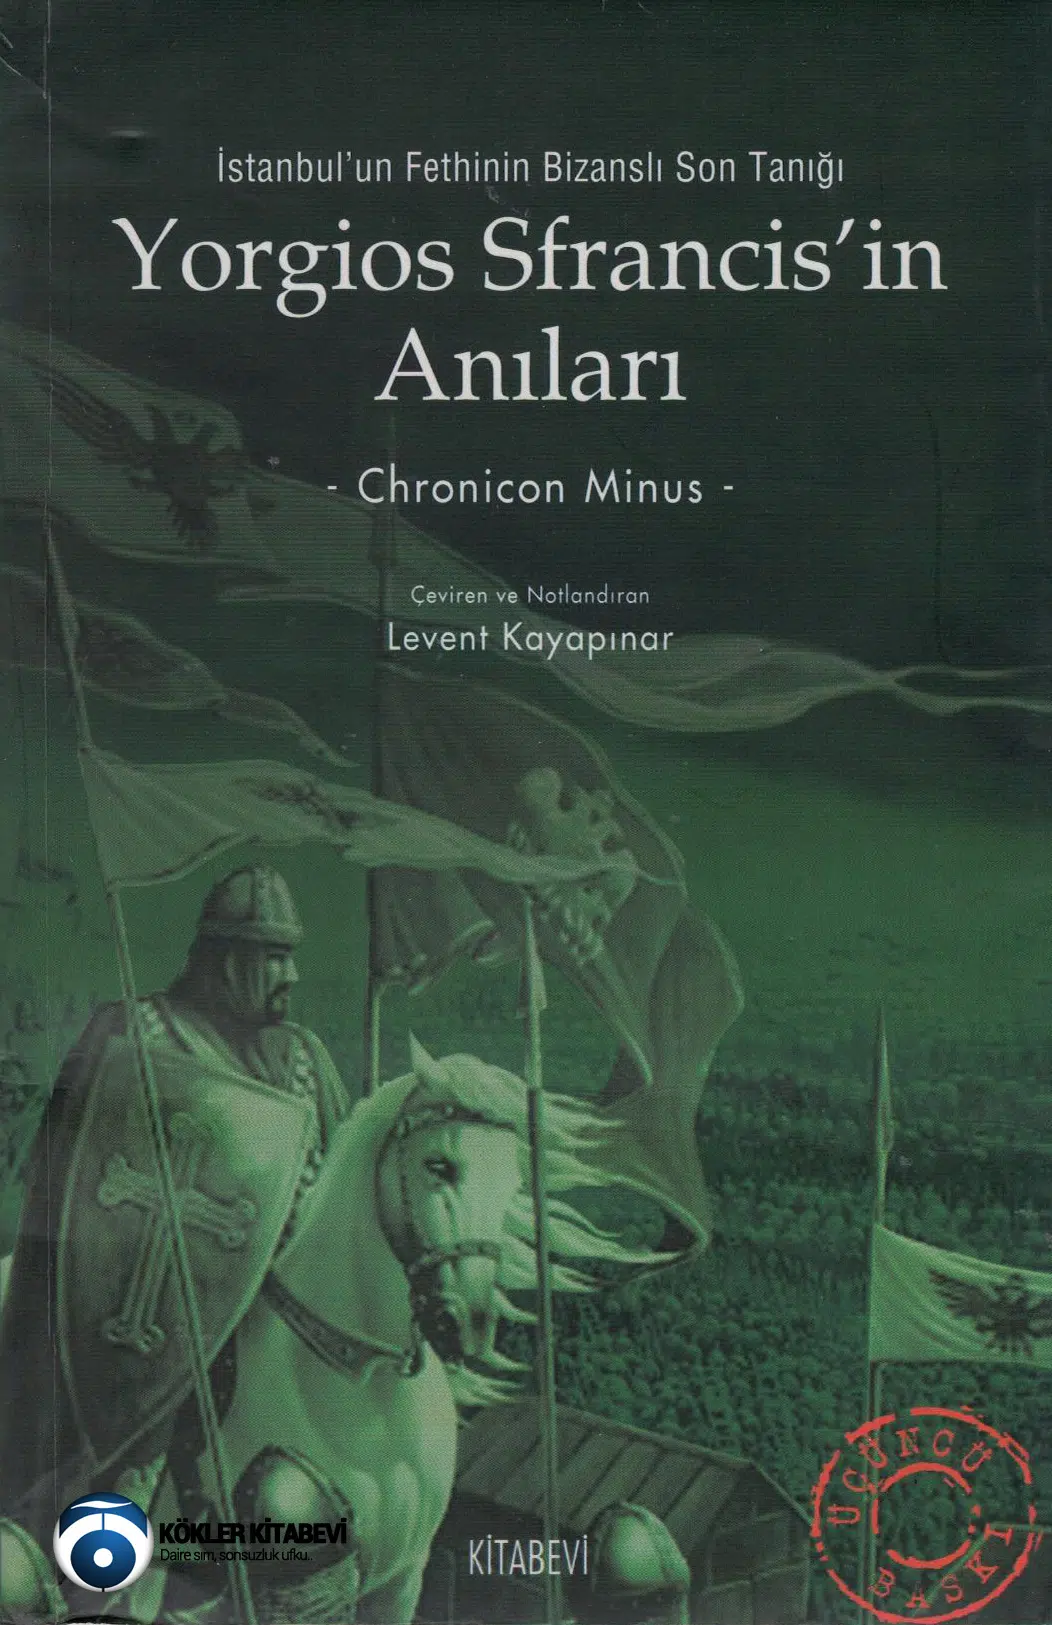 İstanbul'un Fethinin Bizanslı Son Tanığı
Yorgios Sfrancis'in
Anıları
- Chronicon Minus -
Çeviren ve Notlandıran
Levent Kayapınar
ÜÇÜNCÜ
BASKI
KÖKLER KİTABEVİ
Daire sım, sonsuzluk ufku..
KİTABEVİ